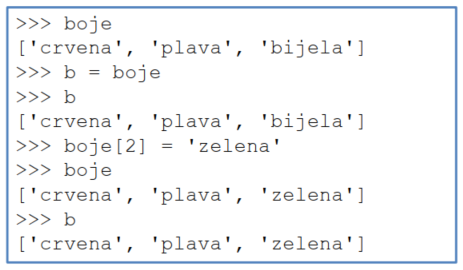 >>> boje
['crvena', 'plava', 'bijela']
>>> b = boje
>>> b
['crvena', 'plava', 'bijela']
>>> boje[2] = 'zelena'
>>> boje
['crvena', 'plava', 'zelena']
>>> b
['crvena', 'plava', 'zelena']